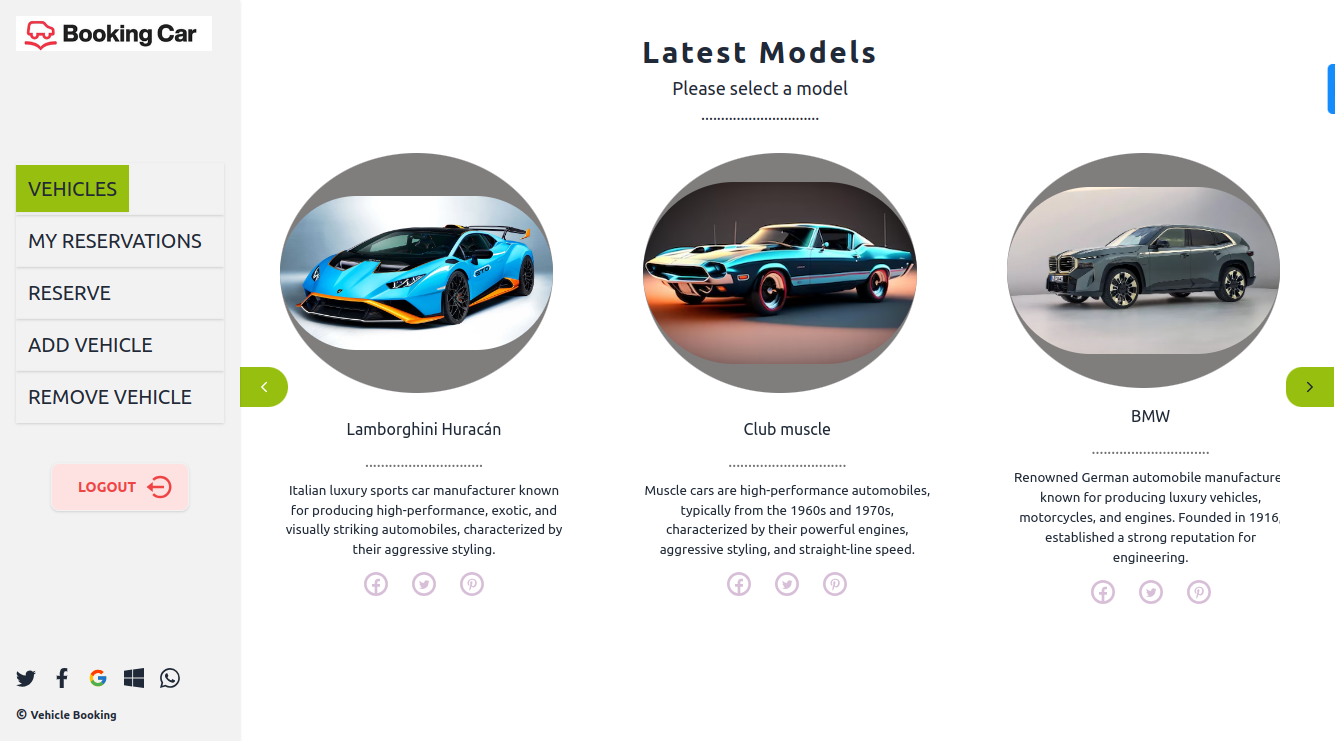 Booking Car
VEHICLES
MY RESERVATIONS
RESERVE
ADD VEHICLE
REMOVE VEHICLE
LOGOUT
© Vehicle Booking
Latest Models
Please select a model
Lamborghini Huracán
Italian luxury sports car manufacturer known
for producing high-performance, exotic, and
visually striking automobiles, characterized by
their aggressive styling.
Club muscle
Muscle cars are high-performance automobiles,
typically from the 1960s and 1970s,
characterized by their powerful engines,
aggressive styling, and straight-line speed.
BMW
Renowned German automobile manufacture
known for producing luxury vehicles,
motorcycles, and engines. Founded in 1916,
established a strong reputation for
engineering.